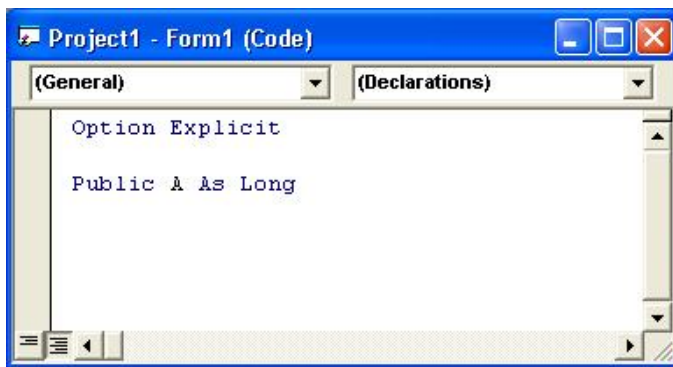 Project1 - Form1 (Code)
(General) (Declarations)
Option Explicit
Public A As Long